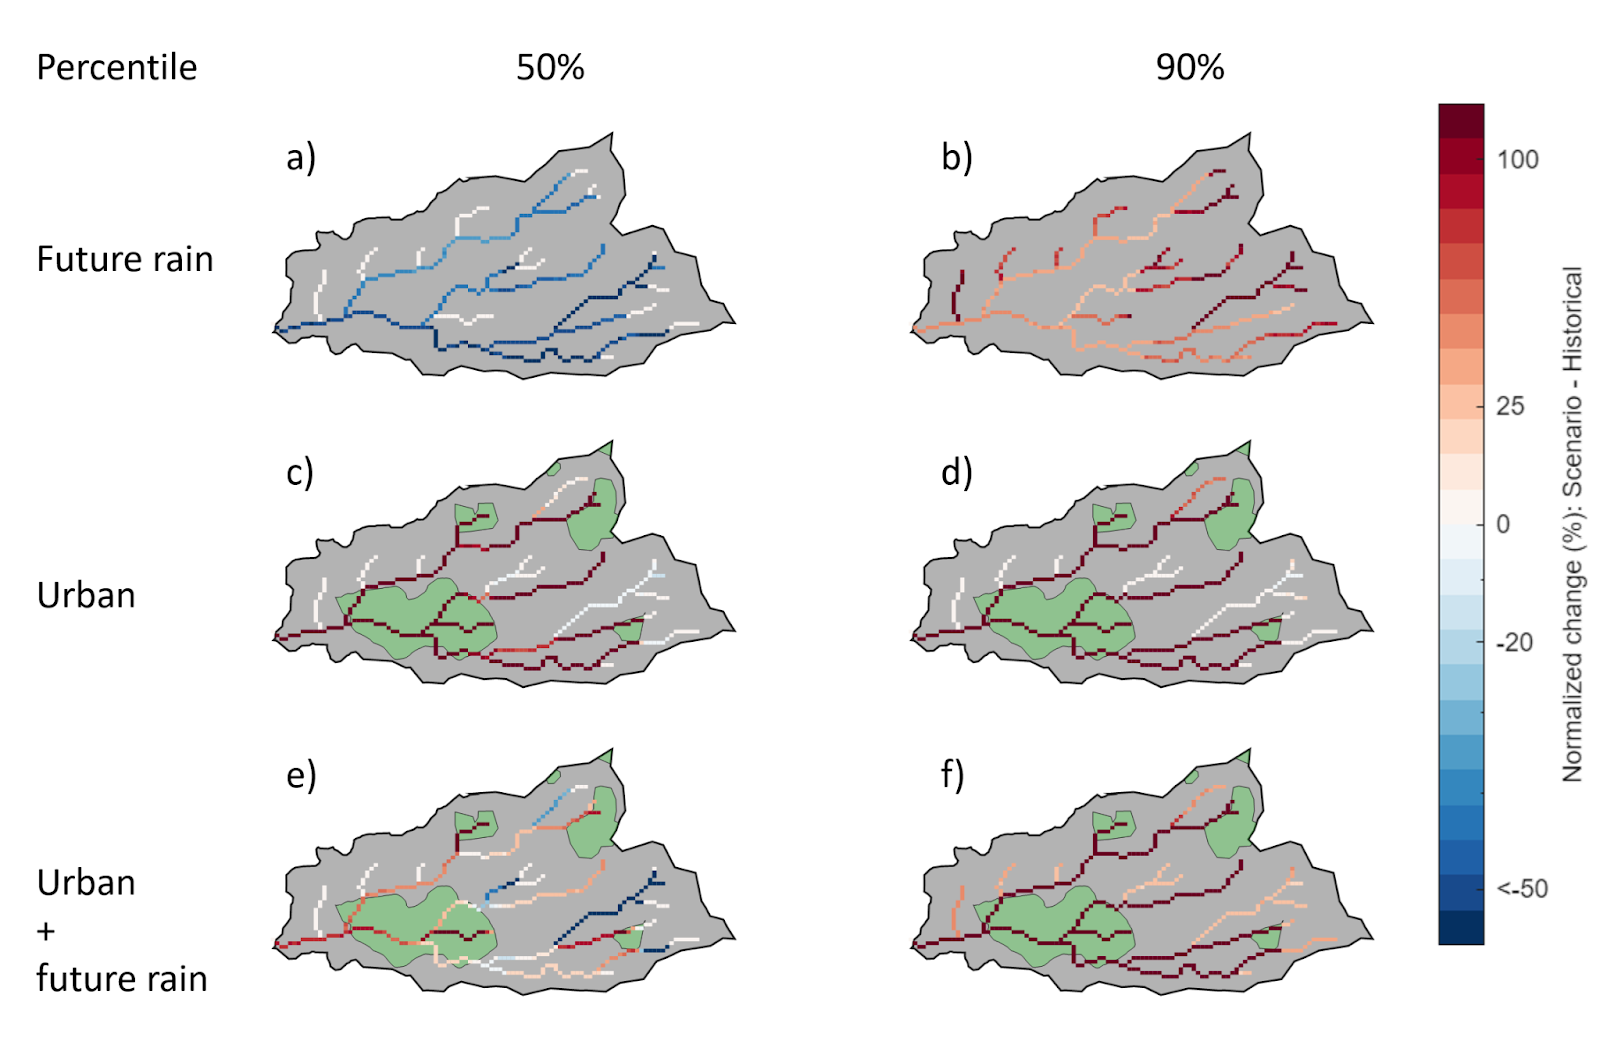 Percentile
50%
90%
a)
b)
Future rain
c)
d)
Urban
e)
f)
Urban
+
future rain
100
25
0
-20
<-50
Normalized change (%): Scenario - Historical